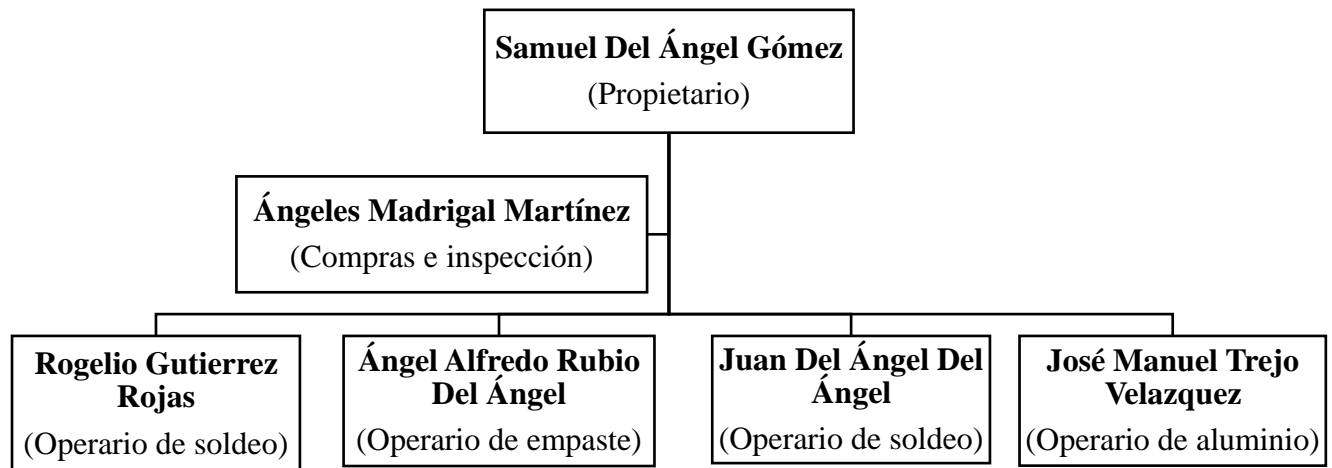 Samuel Del Ángel Gómez
(Propietario)
Ángeles Madrigal Martínez
(Compras e inspección)
Rogelio Gutierrez
Rojas
(Operario de soldeo)
Ángel Alfredo Rubio
Del Ángel
(Operario de empaste)
Juan Del Ángel Del
Ángel
(Operario de soldeo)
José Manuel Trejo
Velazquez
(Operario de aluminio)